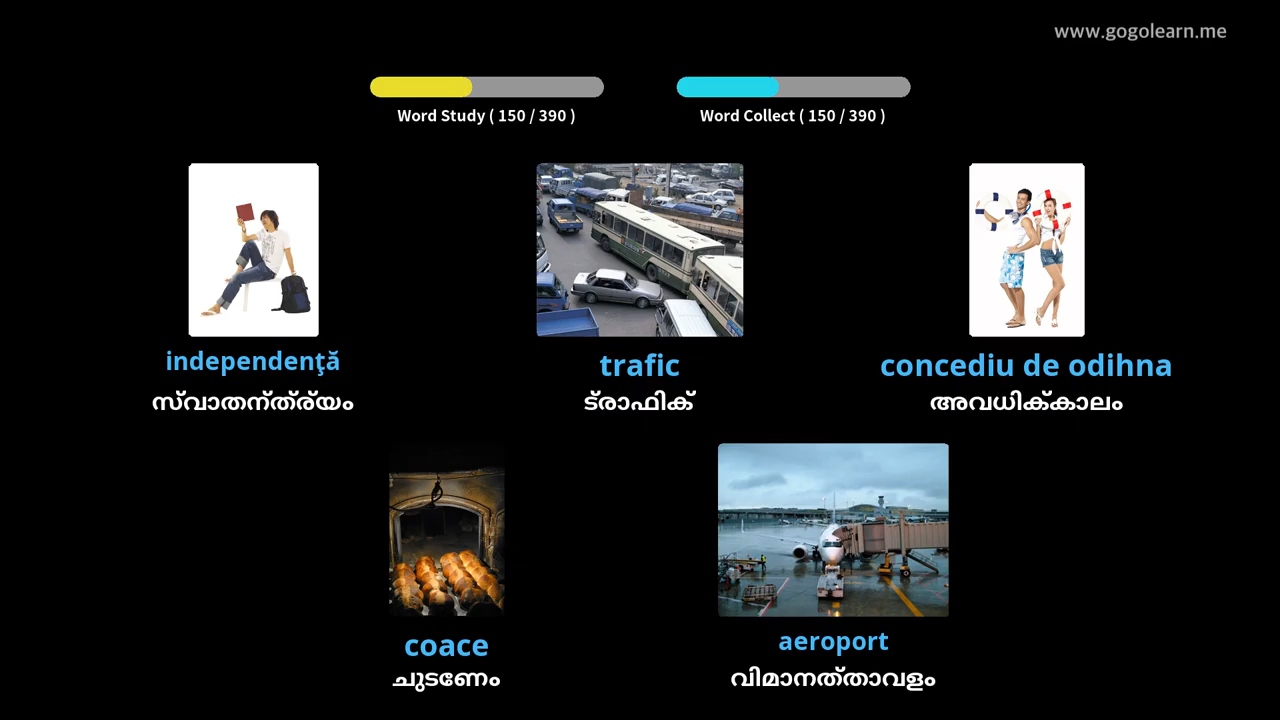 www.gogolearn.me
Word Study ( 150 / 390 )
Word Collect ( 150 / 390 )
independenţă
trafic
concediu de odihna
സ്വാതന്ത്ര്യം
ട്രാഫിക്
അവധിക്കാലം
coace
aeroport
ചുടണേം
വിമാനത്താവളം